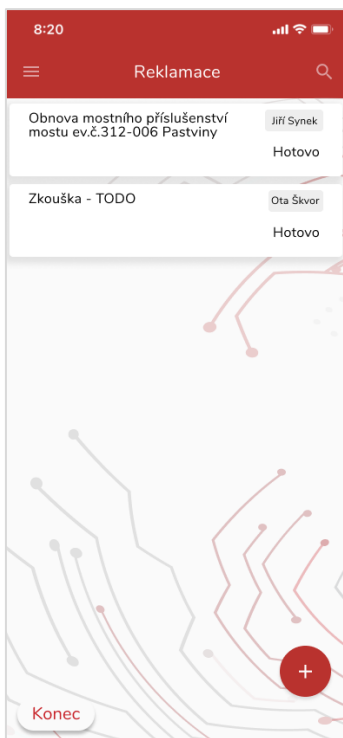 8:20
Reklamace
Obnova mostního příslušenství
mostu ev.č.312-006 Pastviny
Jiří Synek
Hotovo
Zkouška - TODO
Ota Škvor
Hotovo
+
Konec